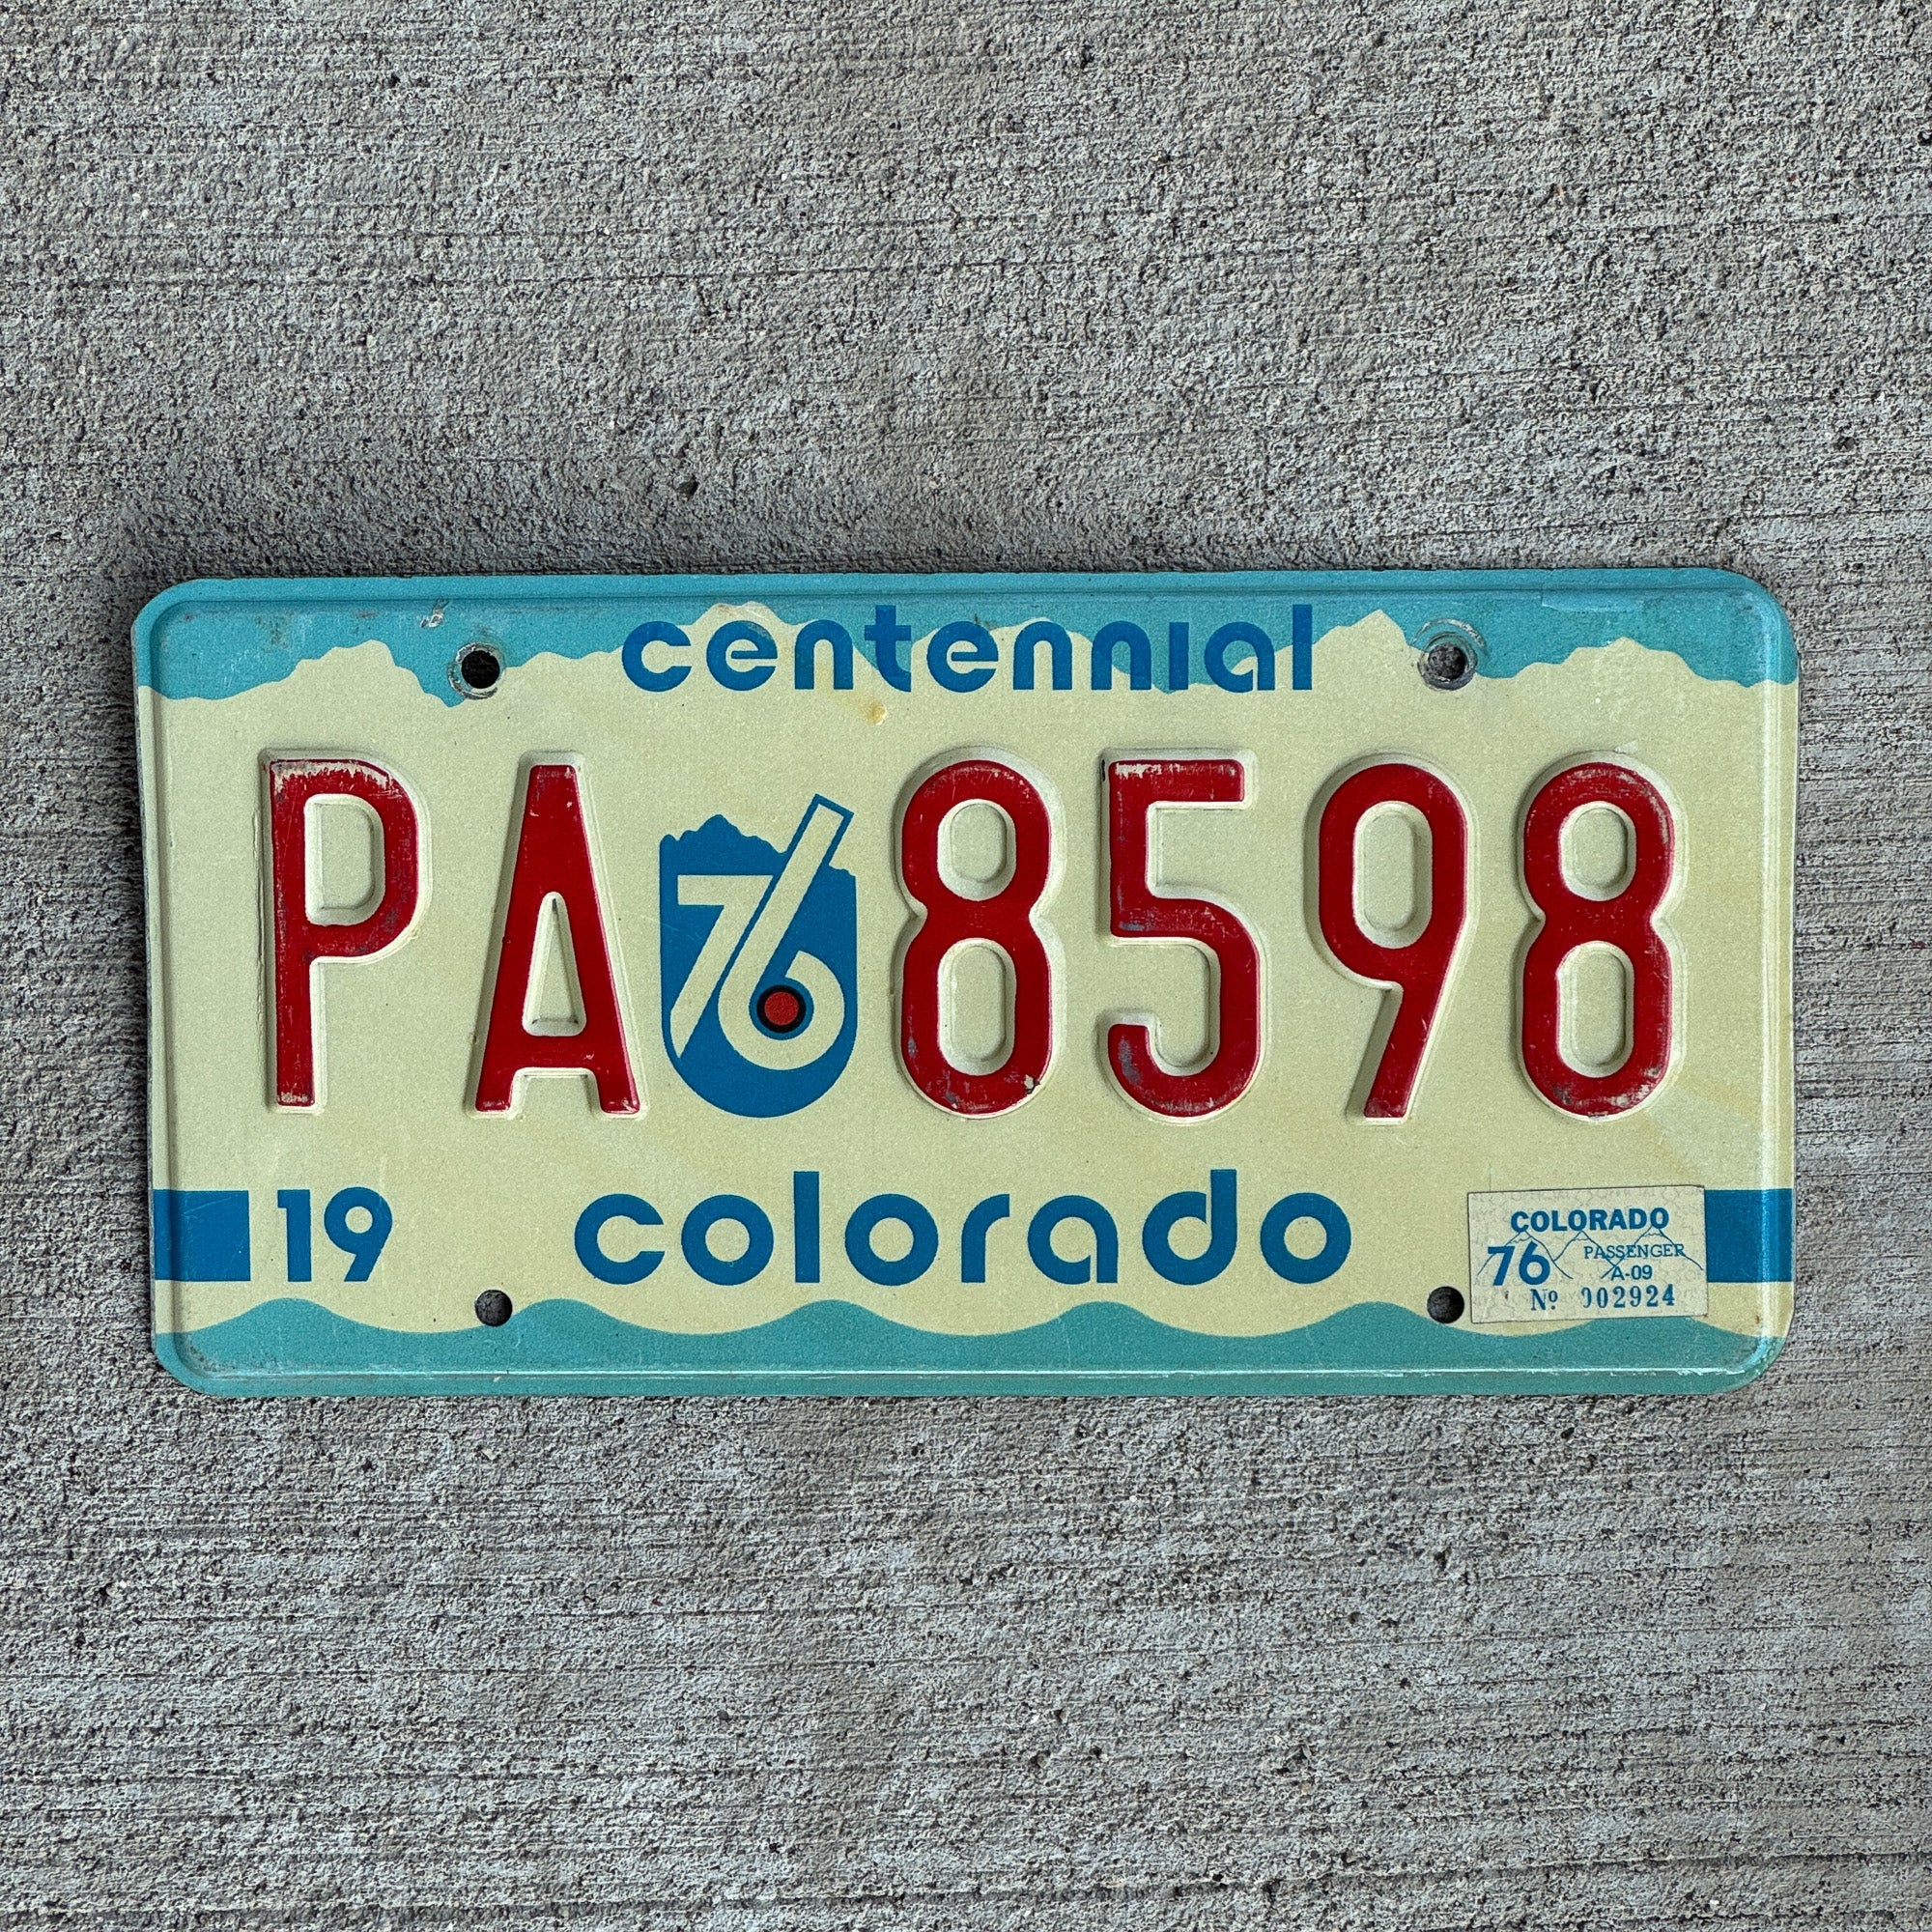 centennial
PA 76 8598
19 colorado
COLORADO
76 PASSENGER
A-09
Nº 002924